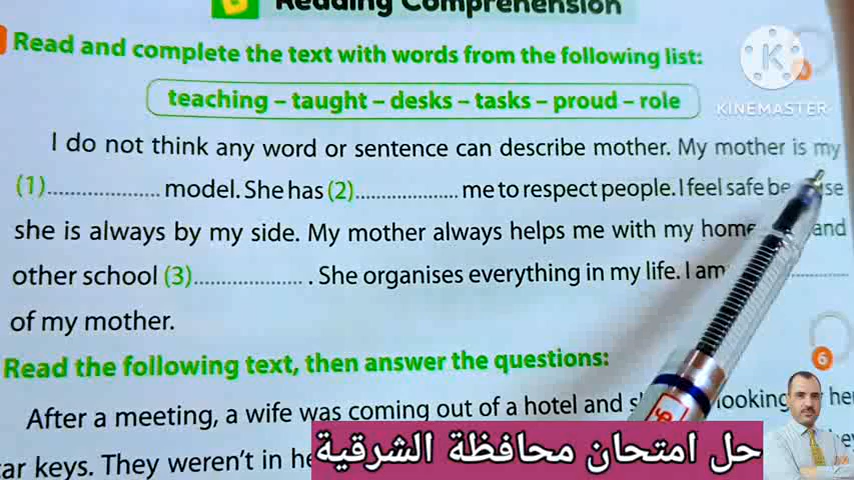 B Reading Comprehension
Read and complete the text with words from the following list:
KINEMASTER
teaching – taught – desks – tasks – proud – role
I do not think any word or sentence can describe mother. My mother is my
(1).................. model. She has (2).................. me to respect people. I feel safe
she is always by my side. My mother always helps me with my and
other school (3)................... . She organises everything in my life. I am ..........
of my mother.
Read the following text, then answer the questions:
6
After a meeting, a wife was coming out of a hotel and looking
car keys. They weren't in
حل امتحان محافظة الشرقية